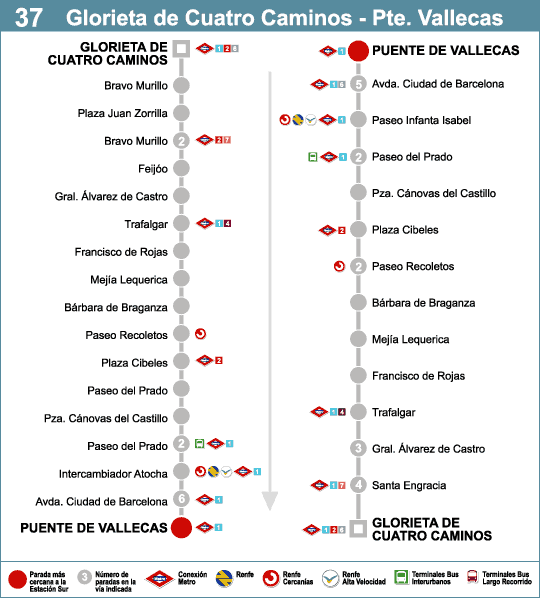 37 Glorieta de Cuatro Caminos - Pte. Vallecas
GLORIETA DE
CUATRO CAMINOS
1 2 6
Bravo Murillo
Plaza Juan Zorrilla
Bravo Murillo 2 2 7
Feijóo
Gral. Álvarez de Castro
Trafalgar 1 4
Francisco de Rojas
Mejía Lequerica
Bárbara de Braganza
Paseo Recoletos
Plaza Cibeles 2
Paseo del Prado
Pza. Cánovas del Castillo
Paseo del Prado 2 1
Intercambiador Atocha 1
Avda. Ciudad de Barcelona 6 1
PUENTE DE VALLECAS 1
1 PUENTE DE VALLECAS
1 6 5 Avda. Ciudad de Barcelona
1 Paseo Infanta Isabel
1 2 Paseo del Prado
Pza. Cánovas del Castillo
2 Plaza Cibeles
2 Paseo Recoletos
Bárbara de Braganza
Mejía Lequerica
Francisco de Rojas
1 4 Trafalgar
3 Gral. Álvarez de Castro
1 7 4 Santa Engracia
1 2 6
GLORIETA DE
CUATRO CAMINOS
Parada más
cercana a la
Estación Sur
3 Número de
paradas en la
vía indicada
Conexión
Metro
Renfe
Renfe
Cercanías
Renfe
Alta Velocidad
Terminales Bus
Interurbanos
Terminales Bus
Largo Recorrido